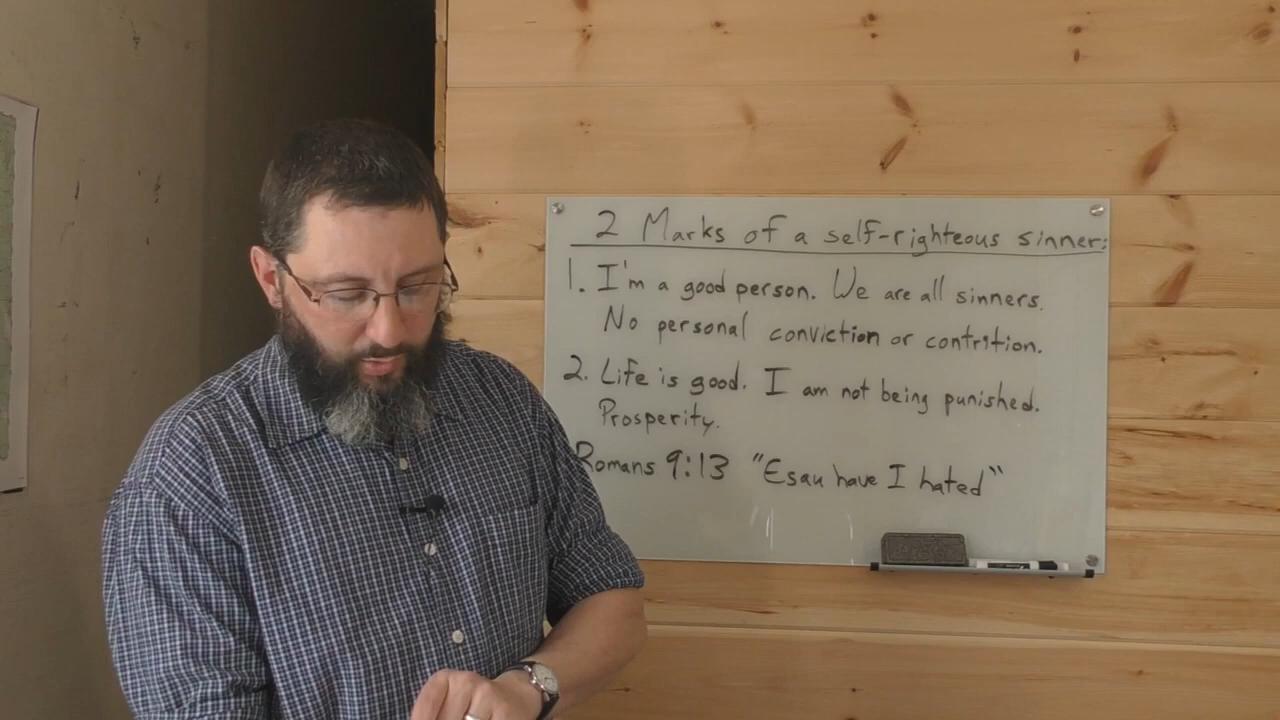 2 Marks of a self-righteous sinner:
1. I'm a good person. We are all sinners.
No personal conviction or contrition.
2. Life is good. I am not being punished.
Prosperity.
Romans 9:13 "Esau have I hated"